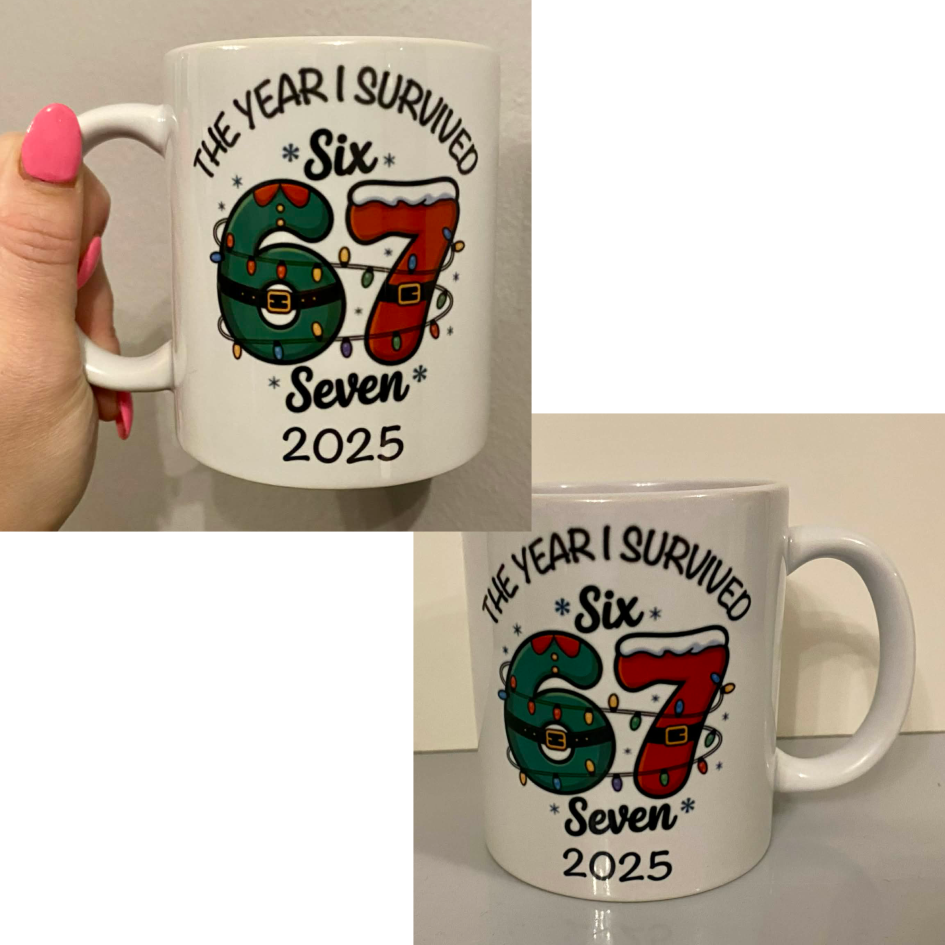 THE YEAR I SURVIVED
Six
67
Seven
2025
THE YEAR I SURVIVED
Six
67
Seven
2025